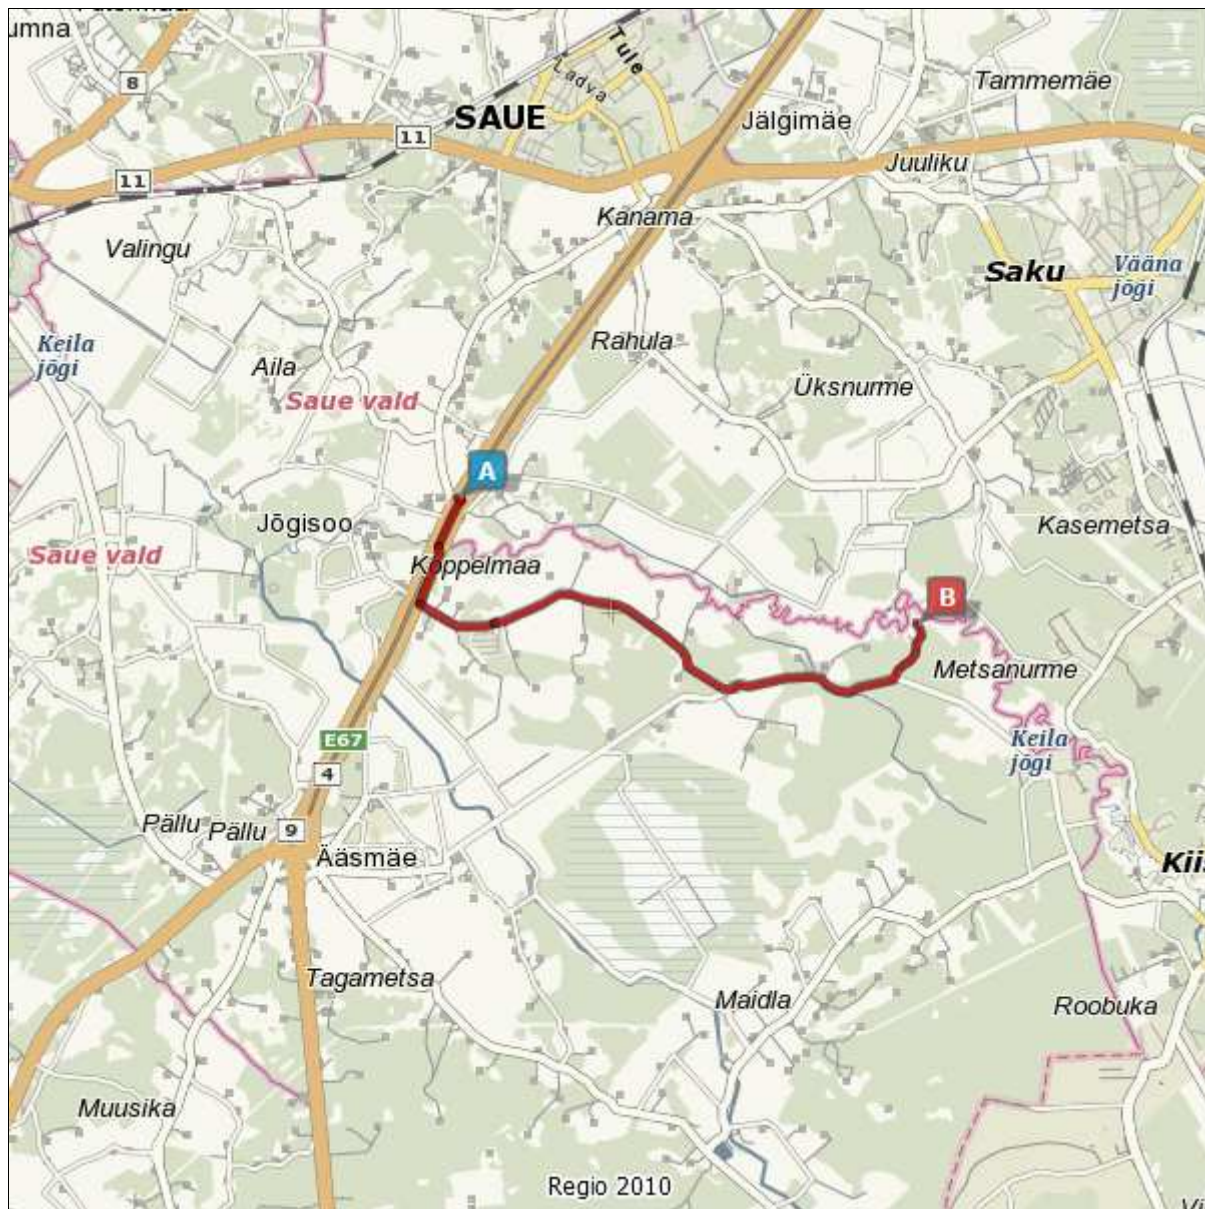 umna
8
Tule
Ladva
Tammemäe
SAUE
Jälgimäe
11
11
Juuliku
Kanama
Valingu
Saku
Vääna
jõgi
Keila
jõgi
Rahula
Aila
Üksnurme
Saue vald
A
Jõgisoo
Kasemetsa
Saue vald
Köppelmaa
B
Metsanurme
E67
Keila
jõgi
4
Pällu
Pällu
9
Ääsmäe
Kiis
Tagametsa
Maidla
Roobuka
Muusika
Regio 2010